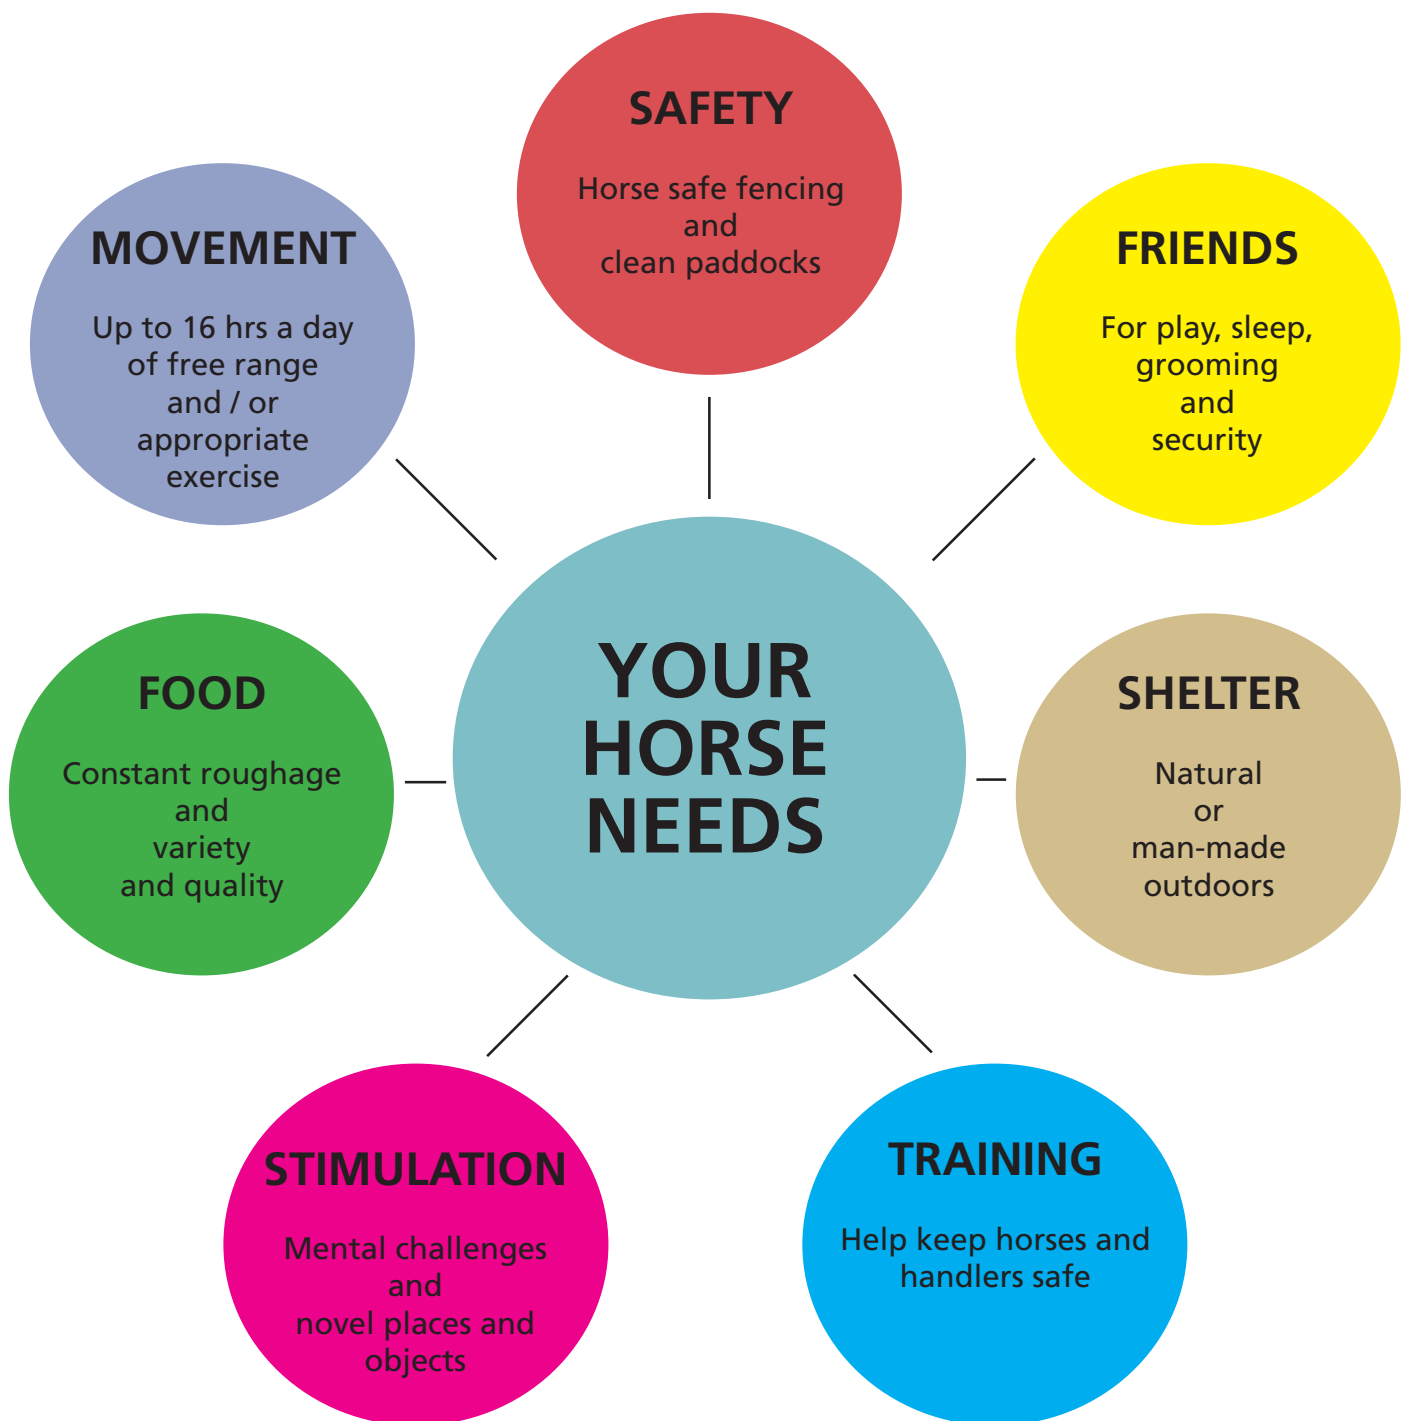 SAFETY
Horse safe fencing
and
clean paddocks
MOVEMENT
Up to 16 hrs a day
of free range
and / or
appropriate
exercise
FRIENDS
For play, sleep,
grooming
and
security
YOUR
HORSE
NEEDS
FOOD
Constant roughage
and
variety
and quality
SHELTER
Natural
or
man-made
outdoors
STIMULATION
Mental challenges
and
novel places and
objects
TRAINING
Help keep horses and
handlers safe